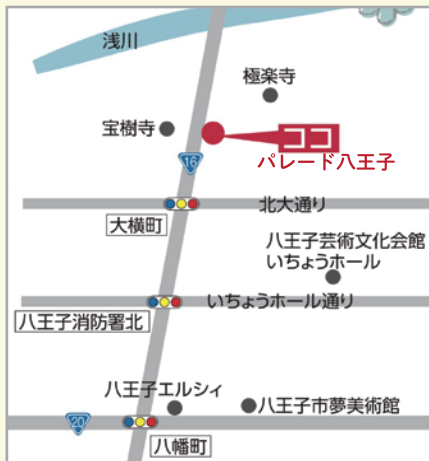 浅川
極楽寺
宝樹寺
ココ
パレード八王子
16
北大通り
大横町
八王子芸術文化会館
いちょうホール
いちょうホール通り
八王子消防署北
八王子エルシィ
八王子市夢美術館
20
八幡町